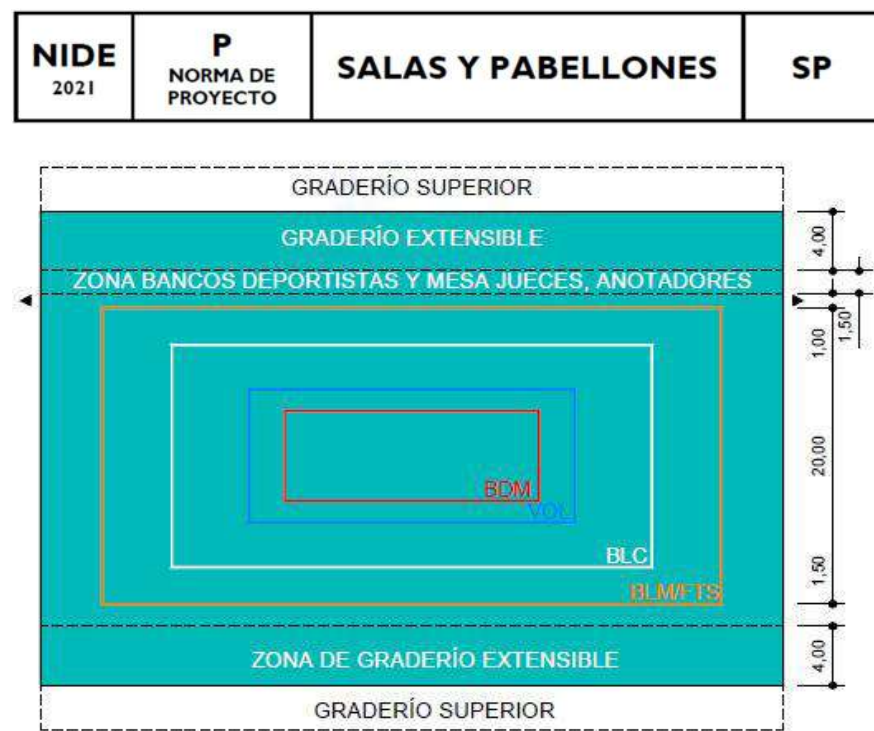 NIDE
2021
P
NORMA DE
PROYECTO
SALAS Y PABELLONES
SP
GRADERÍO SUPERIOR
GRADERÍO EXTENSIBLE
4,00
ZONA BANCOS DEPORTISTAS Y MESA JUECES, ANOTADORES
1,50
1,00
20,00
BDM
VOL
BLC
1,50
BLM/FTS
ZONA DE GRADERÍO EXTENSIBLE
4,00
GRADERÍO SUPERIOR